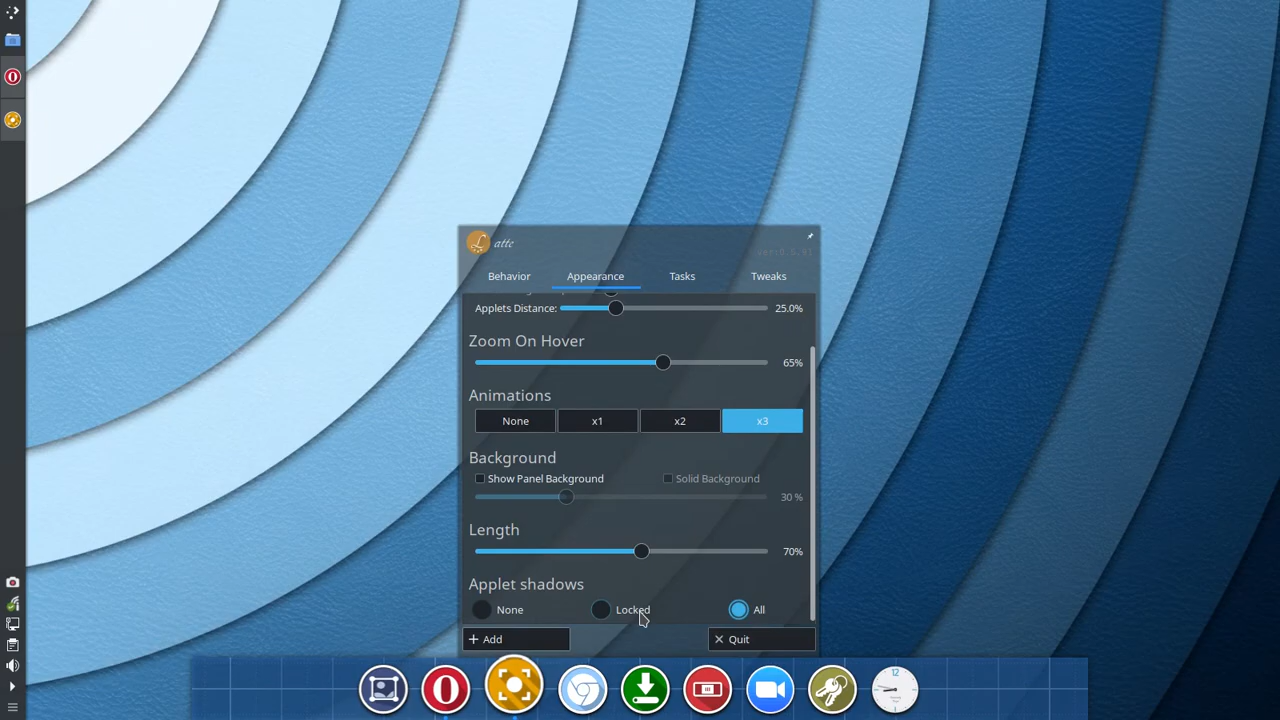 Latte
Behavior Appearance Tasks Tweaks
Applets Distance: 25.0%
Zoom On Hover
65%
Animations
None x1 x2 x3
Background
Show Panel Background Solid Background
30 %
Length
70%
Applet shadows
None Locked All
+ Add ✕ Quit
12